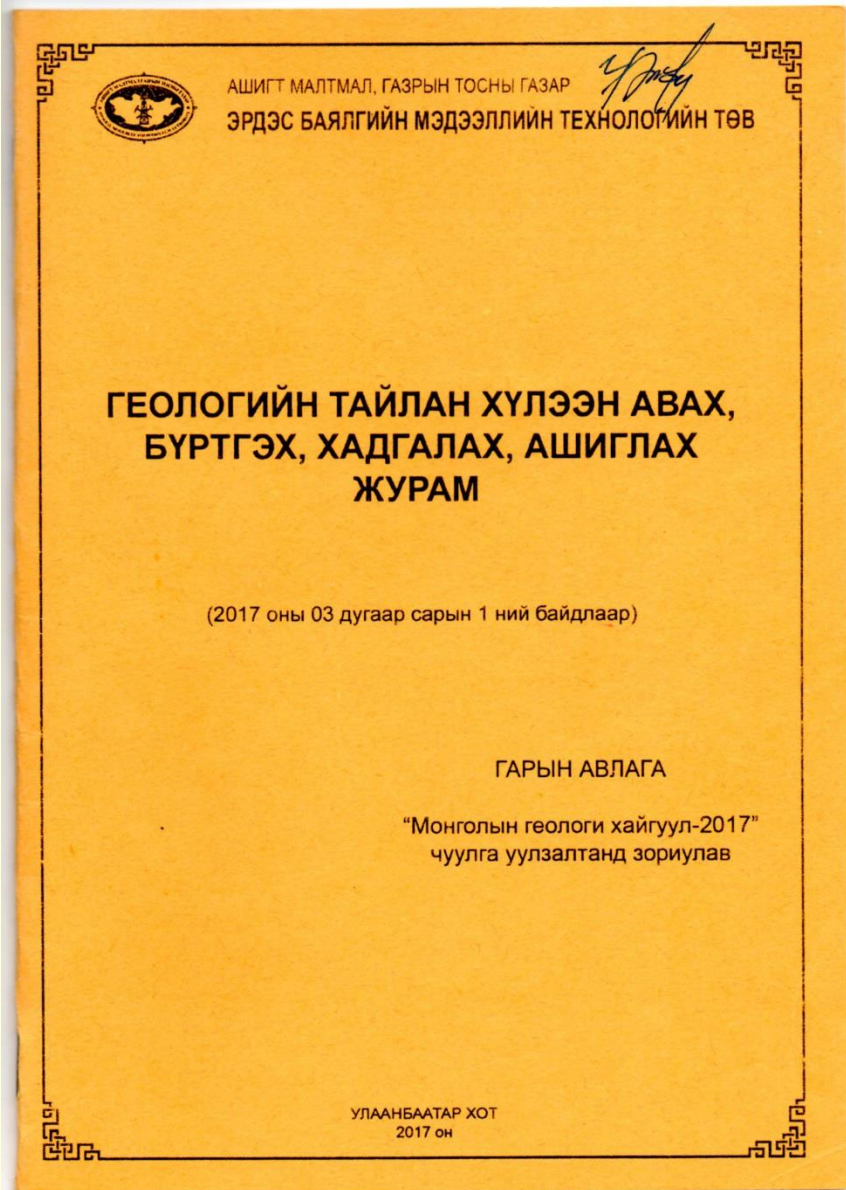 АШИГТ МАЛТМАЛ, ГАЗРЫН ТОСНЫ ГАЗАР
ЭРДЭС БАЯЛГИЙН МЭДЭЭЛЛИЙН ТЕХНОЛОГИЙН ТӨВ
ГЕОЛОГИЙН ТАЙЛАН ХҮЛЭЭН АВАХ,
БҮРТГЭХ, ХАДГАЛАХ, АШИГЛАХ
ЖУРАМ
(2017 оны 03 дугаар сарын 1 ний байдлаар)
ГАРЫН АВЛАГА
“Монголын геологи хайгуул-2017”
чуулга уулзалтанд зориулав
УЛААНБААТАР ХОТ
2017 он